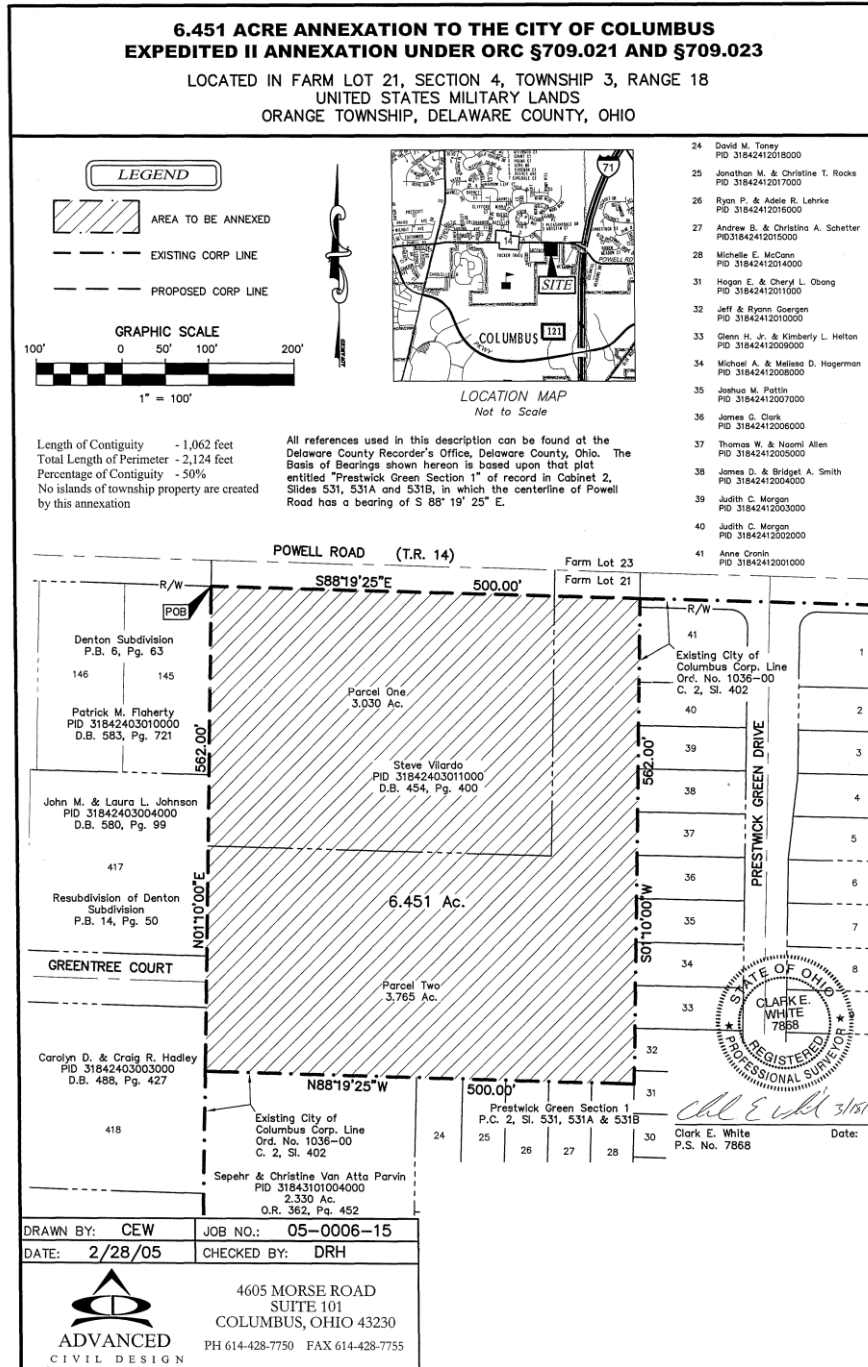 6.451 ACRE ANNEXATION TO THE CITY OF COLUMBUS
EXPEDITED II ANNEXATION UNDER ORC §709.021 AND §709.023
LOCATED IN FARM LOT 21, SECTION 4, TOWNSHIP 3, RANGE 18
UNITED STATES MILITARY LANDS
ORANGE TOWNSHIP, DELAWARE COUNTY, OHIO
LEGEND
AREA TO BE ANNEXED
EXISTING CORP LINE
PROPOSED CORP LINE
GRAPHIC SCALE
100' 0 50' 100' 200'
1" = 100'
71
14
POWELL RD
SITE
COLUMBUS 121
PKWY
LOCATION MAP
Not to Scale
24 David M. Toney
PID 31842412018000
25 Jonathan M. & Christine T. Rocks
PID 31842412017000
26 Ryan P. & Adele R. Lehrke
PID 31842412016000
27 Andrew B. & Christina A. Schetter
PID31842412015000
28 Michelle E. McCann
PID 31842412014000
31 Hogan E. & Cheryl L. Obong
PID 31842412011000
32 Jeff & Ryann Goergen
PID 31842412010000
33 Glenn H. Jr. & Kimberly L. Helton
PID 31842412009000
34 Michael A. & Melissa D. Hagerman
PID 31842412008000
35 Joshua M. Pattin
PID 31842412007000
36 James G. Clark
PID 31842412006000
37 Thomas W. & Naomi Allen
PID 31842412005000
38 James D. & Bridget A. Smith
PID 31842412004000
39 Judith C. Morgan
PID 31842412003000
40 Judith C. Morgan
PID 31842412002000
41 Anne Cronin
PID 31842412001000
Length of Contiguity - 1,062 feet
Total Length of Perimeter - 2,124 feet
Percentage of Contiguity - 50%
No islands of township property are created
by this annexation
All references used in this description can be found at the
Delaware County Recorder's Office, Delaware County, Ohio. The
Basis of Bearings shown hereon is based upon that plat
entitled "Prestwick Green Section 1" of record in Cabinet 2,
Slides 531, 531A and 531B, in which the centerline of Powell
Road has a bearing of S 88° 19' 25" E.
POWELL ROAD (T.R. 14)
Farm Lot 23
Farm Lot 21
R/W
S88°19'25"E 500.00'
R/W
POB
Denton Subdivision
P.B. 6, Pg. 63
146 145
Patrick M. Flaherty
PID 31842403010000
D.B. 583, Pg. 721
John M. & Laura L. Johnson
PID 31842403004000
D.B. 580, Pg. 99
417
Resubdivision of Denton
Subdivision
P.B. 14, Pg. 50
GREENTREE COURT
Carolyn D. & Craig R. Hadley
PID 31842403003000
D.B. 488, Pg. 427
418
562.00'
N01°10'00"E
Parcel One
3.030 Ac.
Steve Vilardo
PID 31842403011000
D.B. 454, Pg. 400
6.451 Ac.
Parcel Two
3.765 Ac.
562.00'
S01°10'00"W
N88°19'25"W 500.00'
41
Existing City of
Columbus Corp. Line
Ord. No. 1036-00
C. 2, Sl. 402
40
39
38
37
36
35
34
33
32
31
30
PRESTWICK GREEN DRIVE
1
2
3
4
5
6
7
8
STATE OF OHIO
CLARK E.
WHITE
7868
REGISTERED
PROFESSIONAL SURVEYOR
Clark E. White
P.S. No. 7868
Date:
Existing City of
Columbus Corp. Line
Ord. No. 1036-00
C. 2, Sl. 402
Prestwick Green Section 1
P.C. 2, Sl. 531, 531A & 531B
24 25 26 27 28
Sepehr & Christine Van Atta Parvin
PID 31843101004000
2.330 Ac.
O.R. 362, Pg. 452
DRAWN BY: CEW JOB NO.: 05-0006-15
DATE: 2/28/05 CHECKED BY: DRH
ADVANCED
CIVIL DESIGN
4605 MORSE ROAD
SUITE 101
COLUMBUS, OHIO 43230
PH 614-428-7750 FAX 614-428-7755